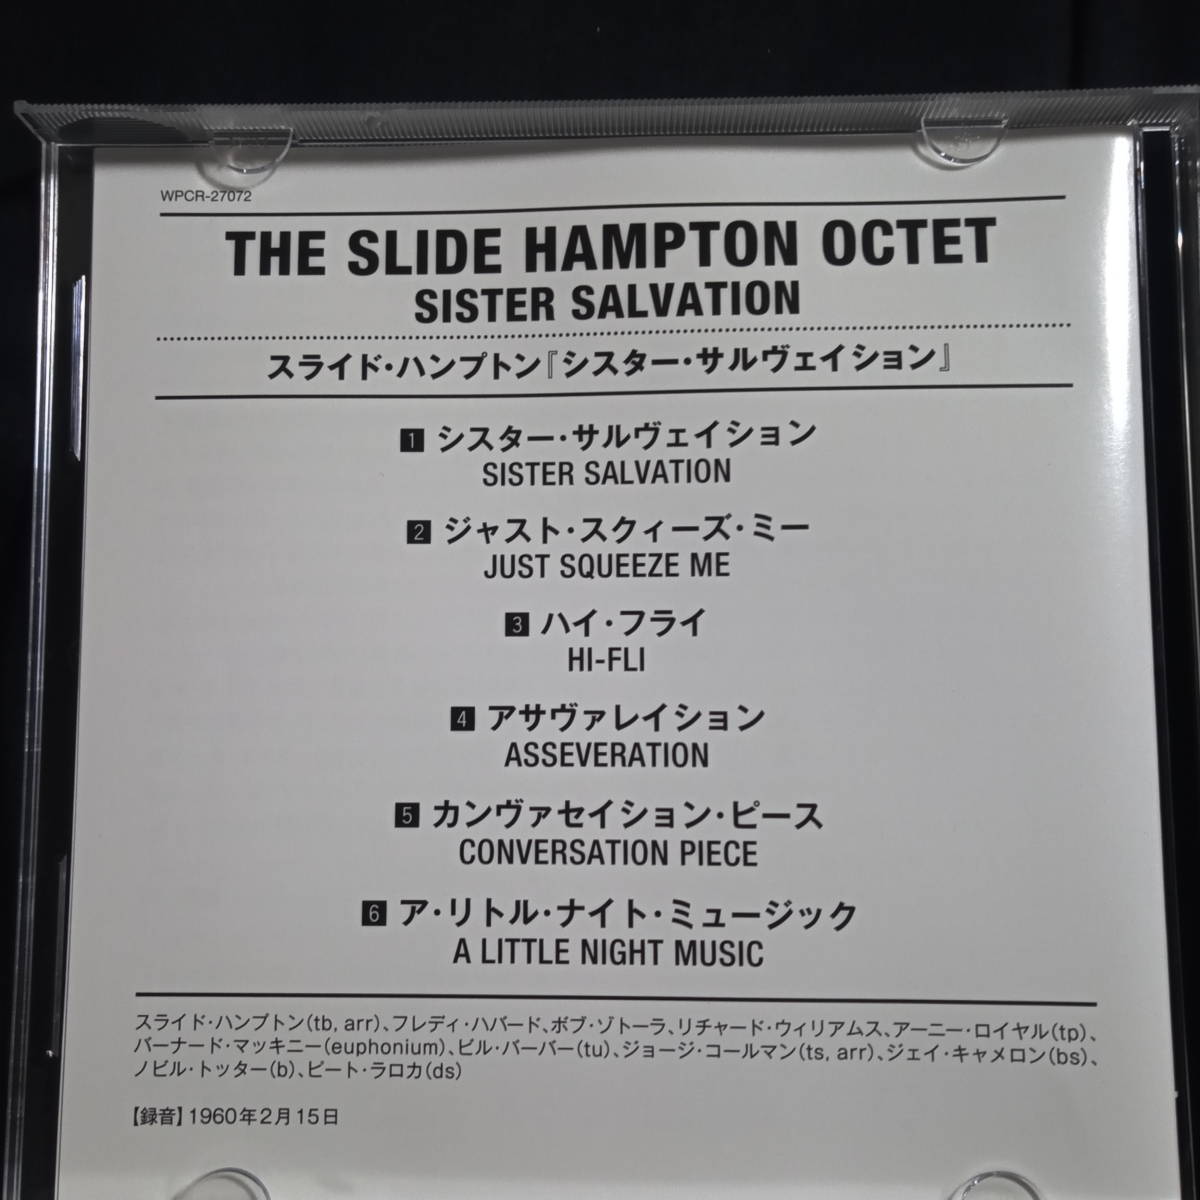 WPCR-27072
THE SLIDE HAMPTON OCTET
SISTER SALVATION
スライド・ハンプトン『シスター・サルヴェイション』
1 シスター・サルヴェイション
SISTER SALVATION
2 ジャスト・スクィーズ・ミー
JUST SQUEEZE ME
3 ハイ・フライ
HI-FLI
4 アサヴァレイション
ASSEVERATION
5 カンヴァセイション・ピース
CONVERSATION PIECE
6 ア・リトル・ナイト・ミュージック
A LITTLE NIGHT MUSIC
スライド・ハンプトン(tb, arr)、フレディ・ハバード、ボブ・ゾトーラ、リチャード・ウィリアムス、アーニー・ロイヤル(tp)、
バーナード・マッキニー(euphonium)、ビル・バーバー(tu)、ジョージ・コールマン(ts, arr)、ジェイ・キャメロン(bs)、
ノビル・トッター(b)、ピート・ラロカ(ds)
【録音】1960年2月15日